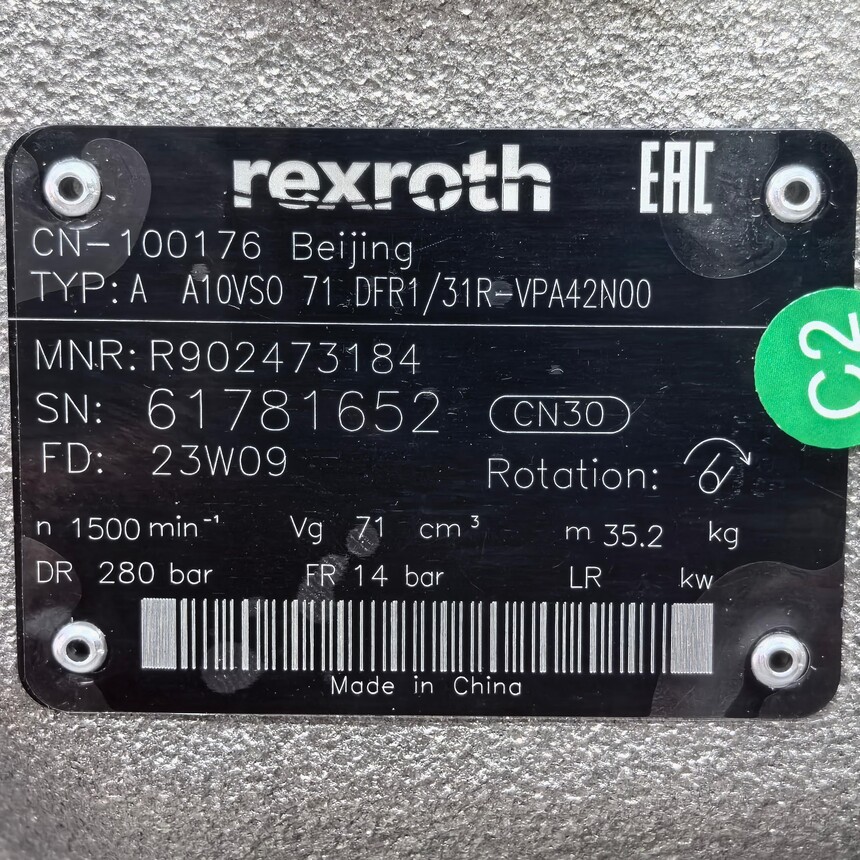 rexroth EAC
CN-100176 Beijing
TYP: A A10VSO 71 DFR1/31R-VPA42N00
MNR: R902473184
SN: 61781652 CN30
FD: 23W09
Rotation:
C2
n 1500 min⁻¹ Vg 71 cm³ m 35.2 kg
DR 280 bar FR 14 bar LR kw
Made in China